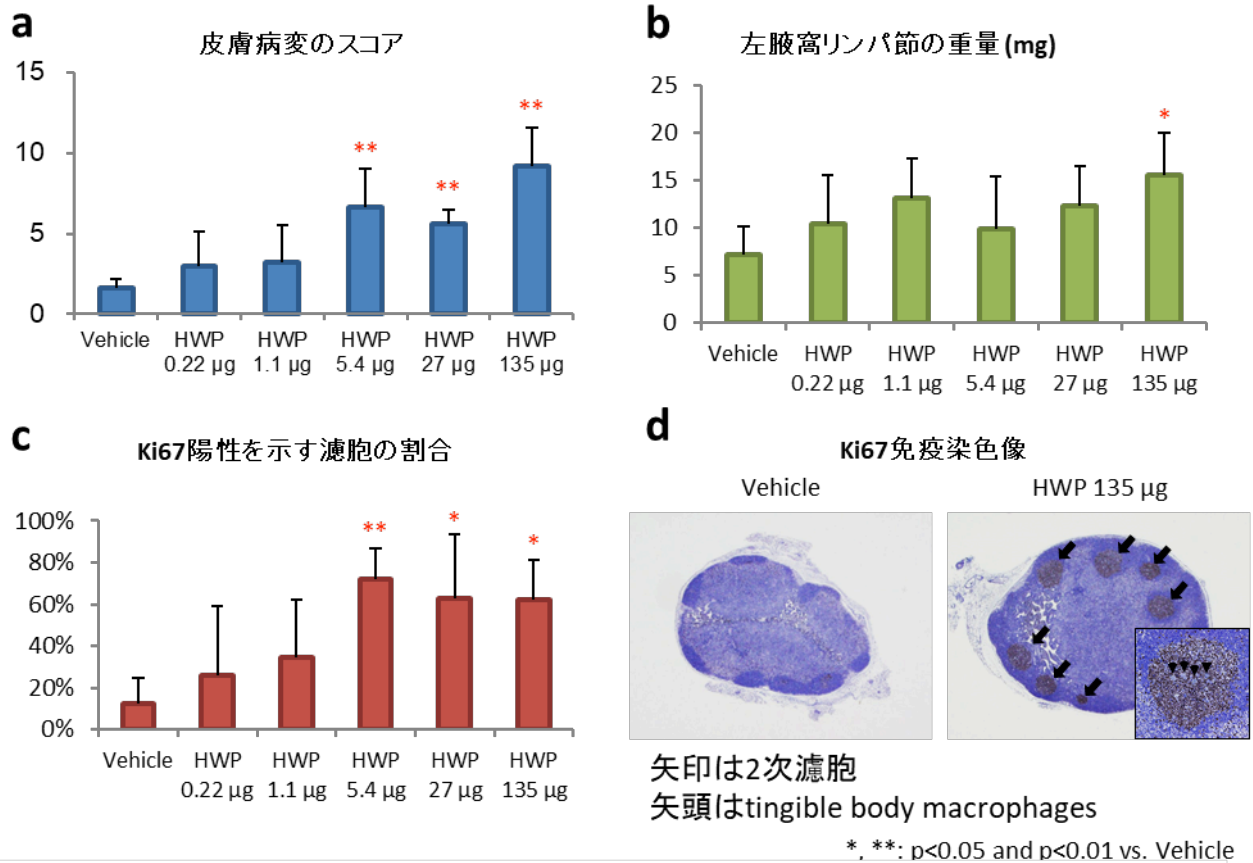 a
皮膚病変のスコア
15
10
5
0
**
**
**
Vehicle HWP HWP HWP HWP HWP
0.22 µg 1.1 µg 5.4 µg 27 µg 135 µg
b
左腋窩リンパ節の重量(mg)
25
20
15
10
5
0
*
Vehicle HWP HWP HWP HWP HWP
0.22 µg 1.1 µg 5.4 µg 27 µg 135 µg
c
Ki67陽性を示す濾胞の割合
100%
80%
60%
40%
20%
0%
**
*
*
Vehicle HWP HWP HWP HWP HWP
0.22 µg 1.1 µg 5.4 µg 27 µg 135 µg
d
Ki67免疫染色像
Vehicle HWP 135 µg
矢印は2次濾胞
矢頭はtingible body macrophages
*, **: p<0.05 and p<0.01 vs. Vehicle